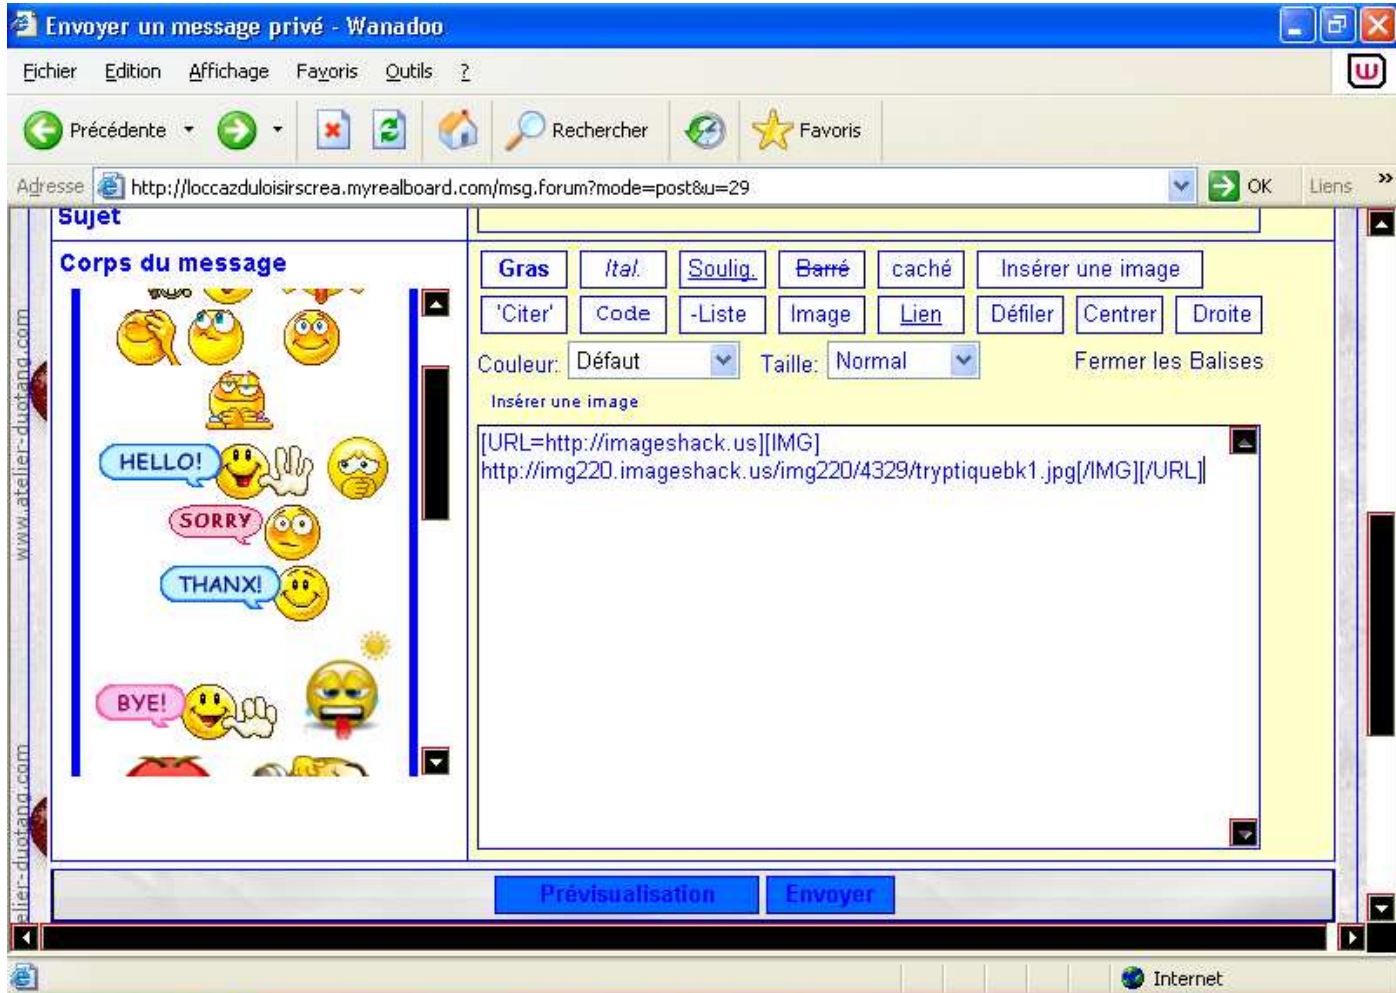 Envoyer un message privé - Wanadoo
Fichier Edition Affichage Favoris Outils ?
Précédente Rechercher Favoris
Adresse http://loccazduloisirscrea.myrealboard.com/msg.forum?mode=post&u=29 OK Liens »
Sujet
Corps du message
Gras Ital. Soulig. Barré caché Insérer une image
'Citer' Code -Liste Image Lien Défiler Centrer Droite
Couleur: Défaut Taille: Normal Fermer les Balises
Insérer une image
[URL=http://imageshack.us][IMG]
http://img220.imageshack.us/img220/4329/tryptiquebk1.jpg[/IMG][/URL]
HELLO!
SORRY
THANX!
BYE!
www.atelier-duotang.com
elier-duotang.com
Prévisualisation Envoyer
Internet